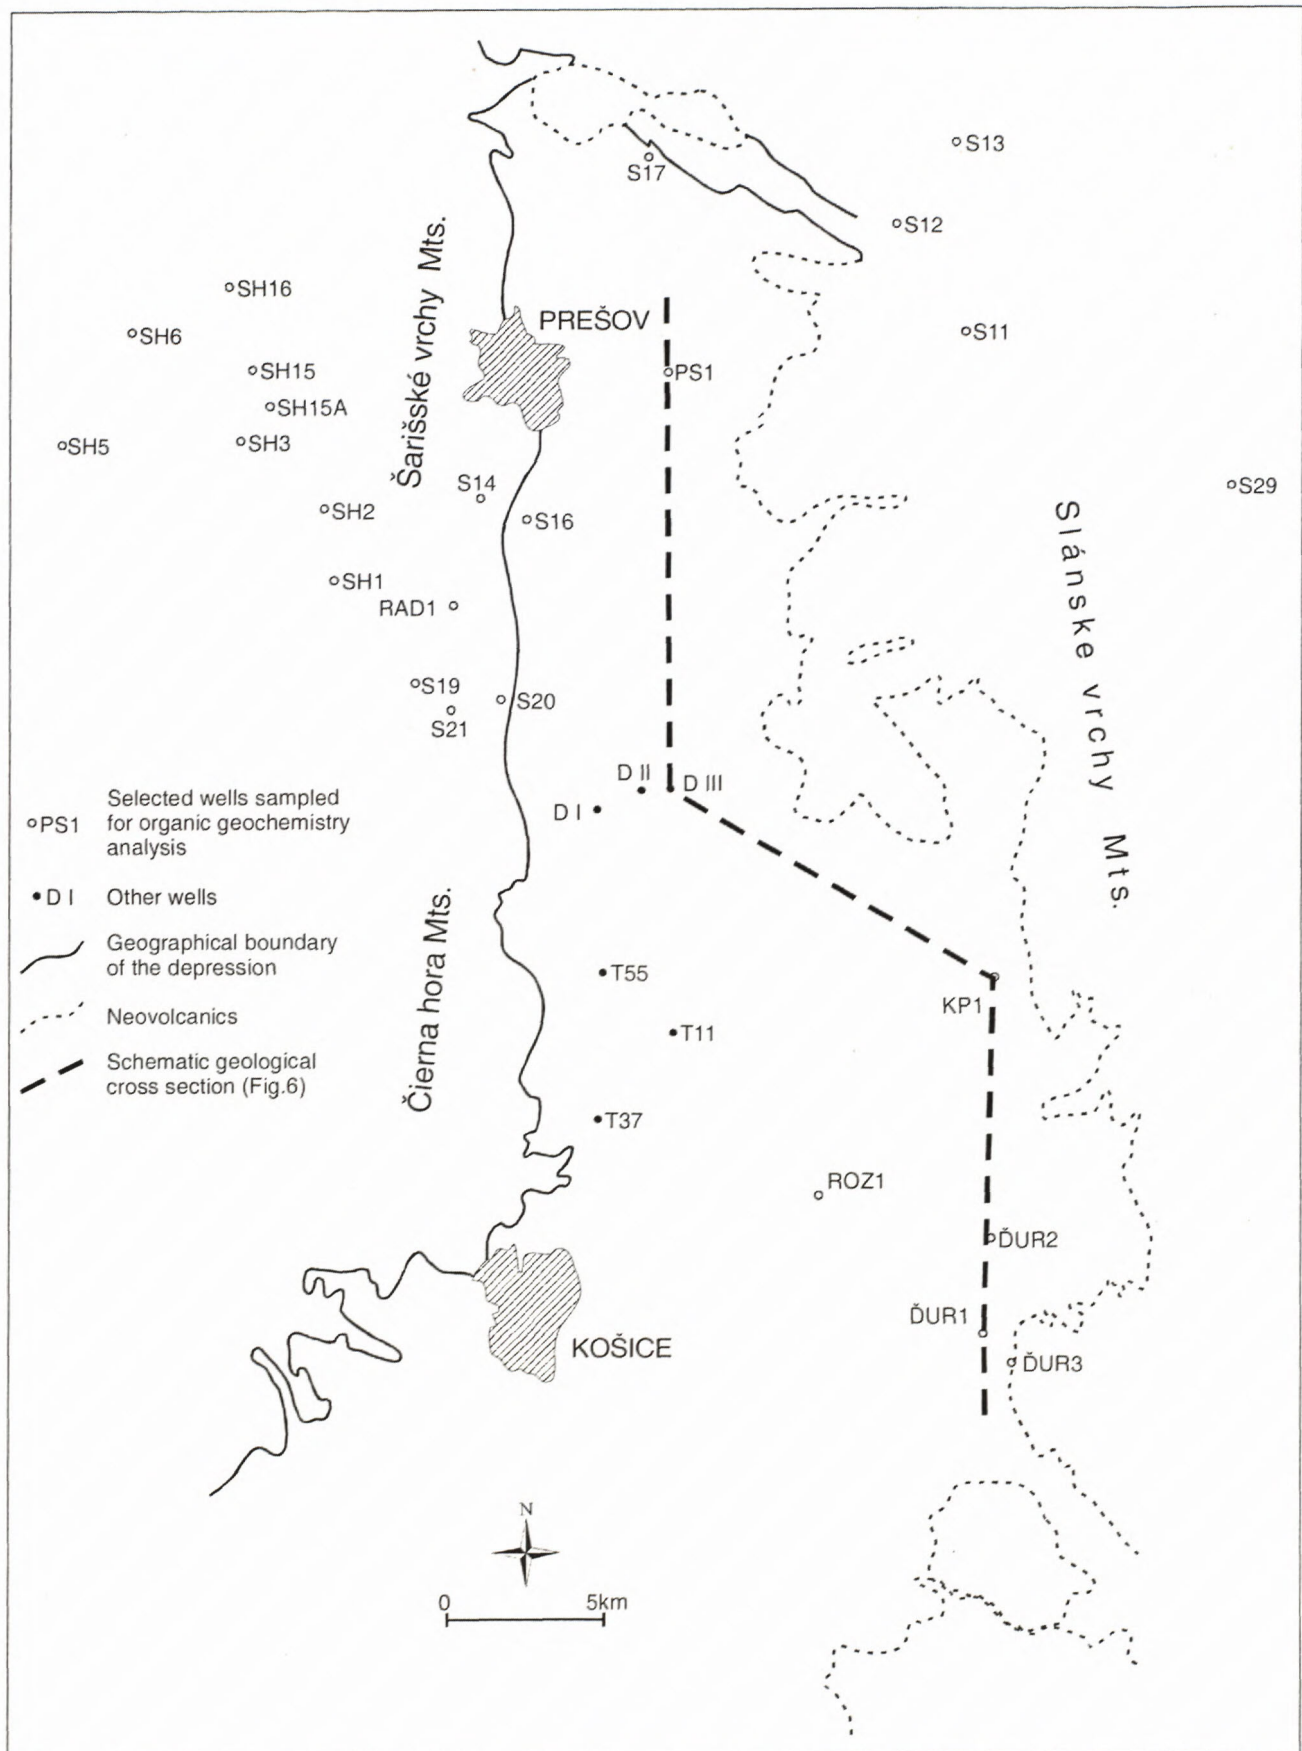 S13
S17
S12
Šarišské vrchy Mts.
SH16
PREŠOV
SH6
S11
SH15
PS1
SH15A
SH3
SH5
S14
S29
SH2
S16
Slánske vrchy Mts.
SH1
RAD1
S19
S20
S21
D II
D III
D I
Selected wells sampled
PS1 for organic geochemistry
analysis
D I Other wells
Čierna hora Mts.
Geographical boundary
of the depression
T55
KP1
Neovolcanics
T11
Schematic geological
cross section (Fig.6)
T37
ROZ1
ĎUR2
ĎUR1
KOŠICE
ĎUR3
N
0 5km